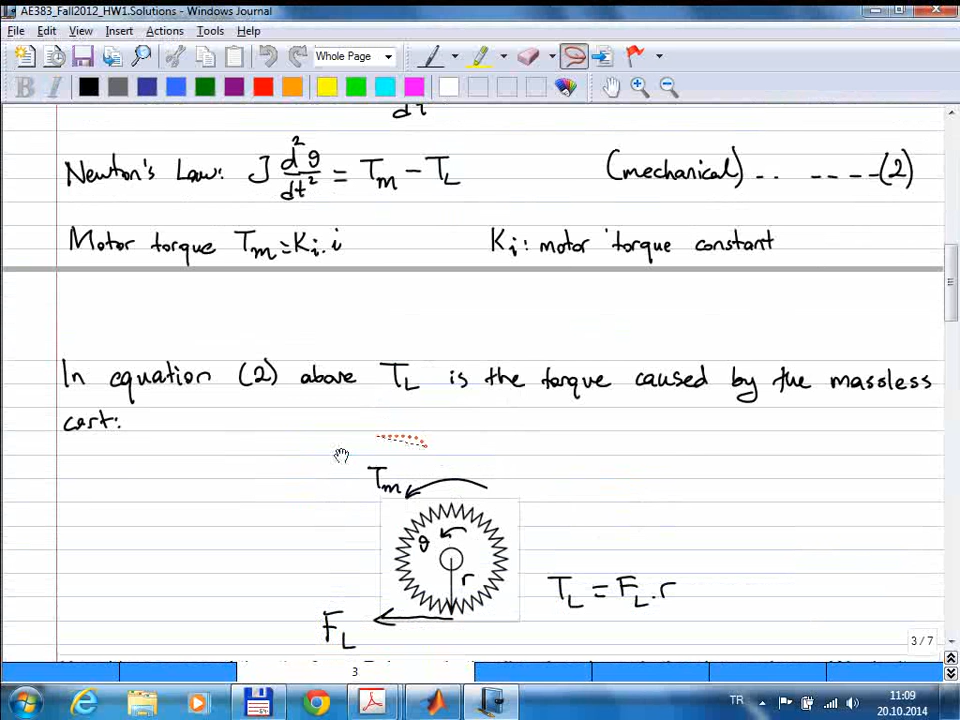 AE383_Fall2012_HW1.Solutions - Windows Journal
File Edit View Insert Actions Tools Help
Whole Page
B I
dt
Newton's Law: J d²θ/dt² = Tm - TL (mechanical) .. .. -- --(2)
Motor torque Tm=Ki.i Ki: motor torque constant
In equation (2) above TL is the torque caused by the massless
cart:
Tm
θ
r
TL = FL.r
FL
3 / 7
3
TR
11:09
20.10.2014